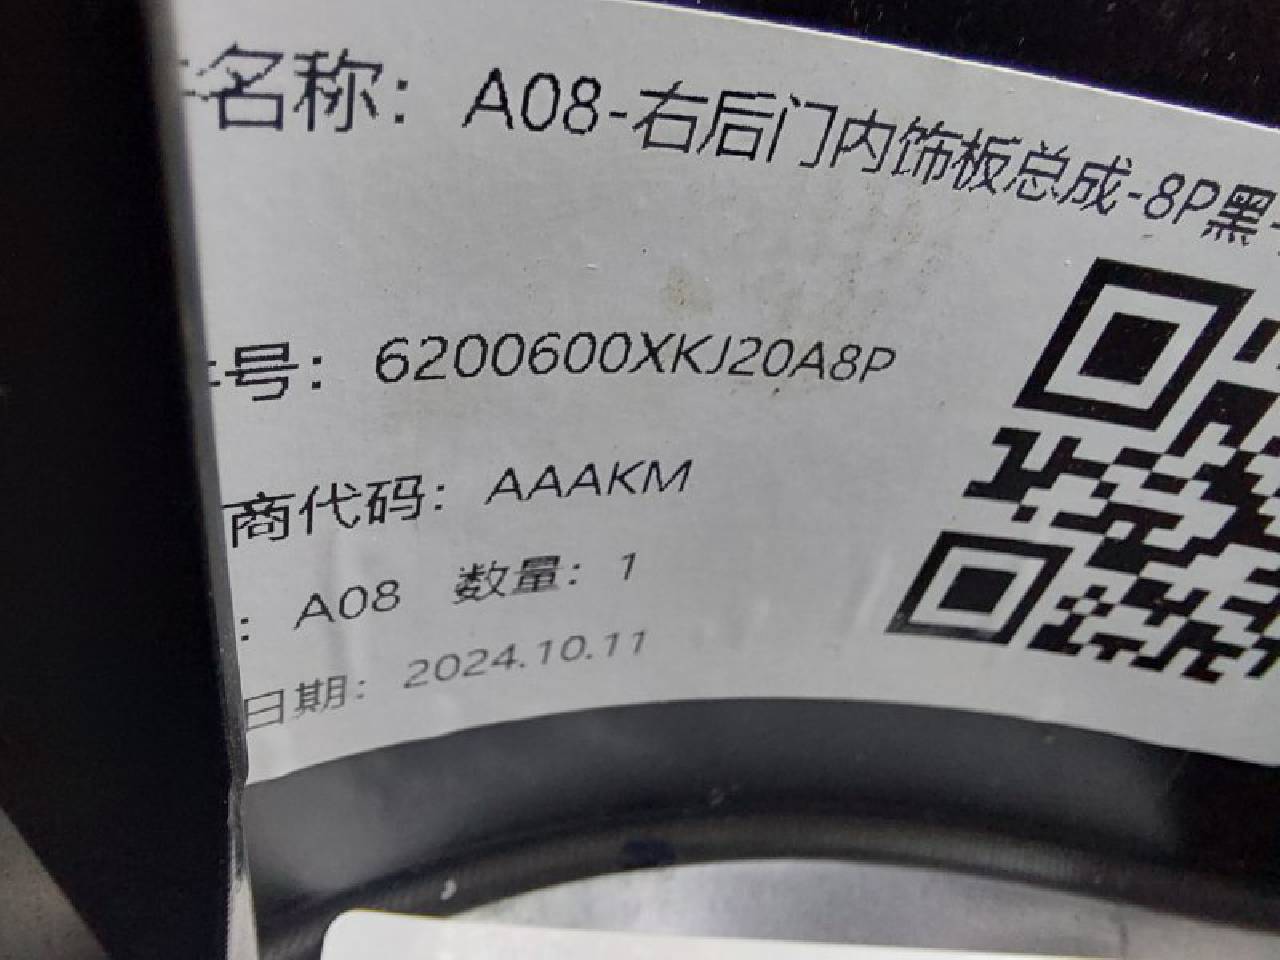 名称：A08-右后门内饰板总成-8P黑-
号：6200600XKJ20A8P
商代码：AAAKM
：A08 数量：1
日期：2024.10.11